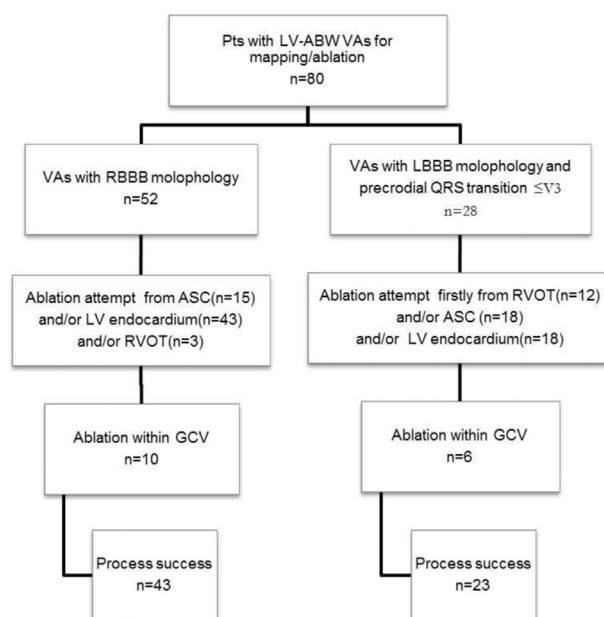 Pts with LV-ABW VAs for
mapping/ablation
n=80
VAs with RBBB molophology
n=52
VAs with LBBB molophology and
precrodial QRS transition ≤V3
n=28
Ablation attempt from ASC(n=15)
and/or LV endocardium(n=43)
and/or RVOT(n=3)
Ablation attempt firstly from RVOT(n=12)
and/or ASC (n=18)
and/or LV endocardium(n=18)
Ablation within GCV
n=10
Ablation within GCV
n=6
Process success
n=43
Process success
n=23